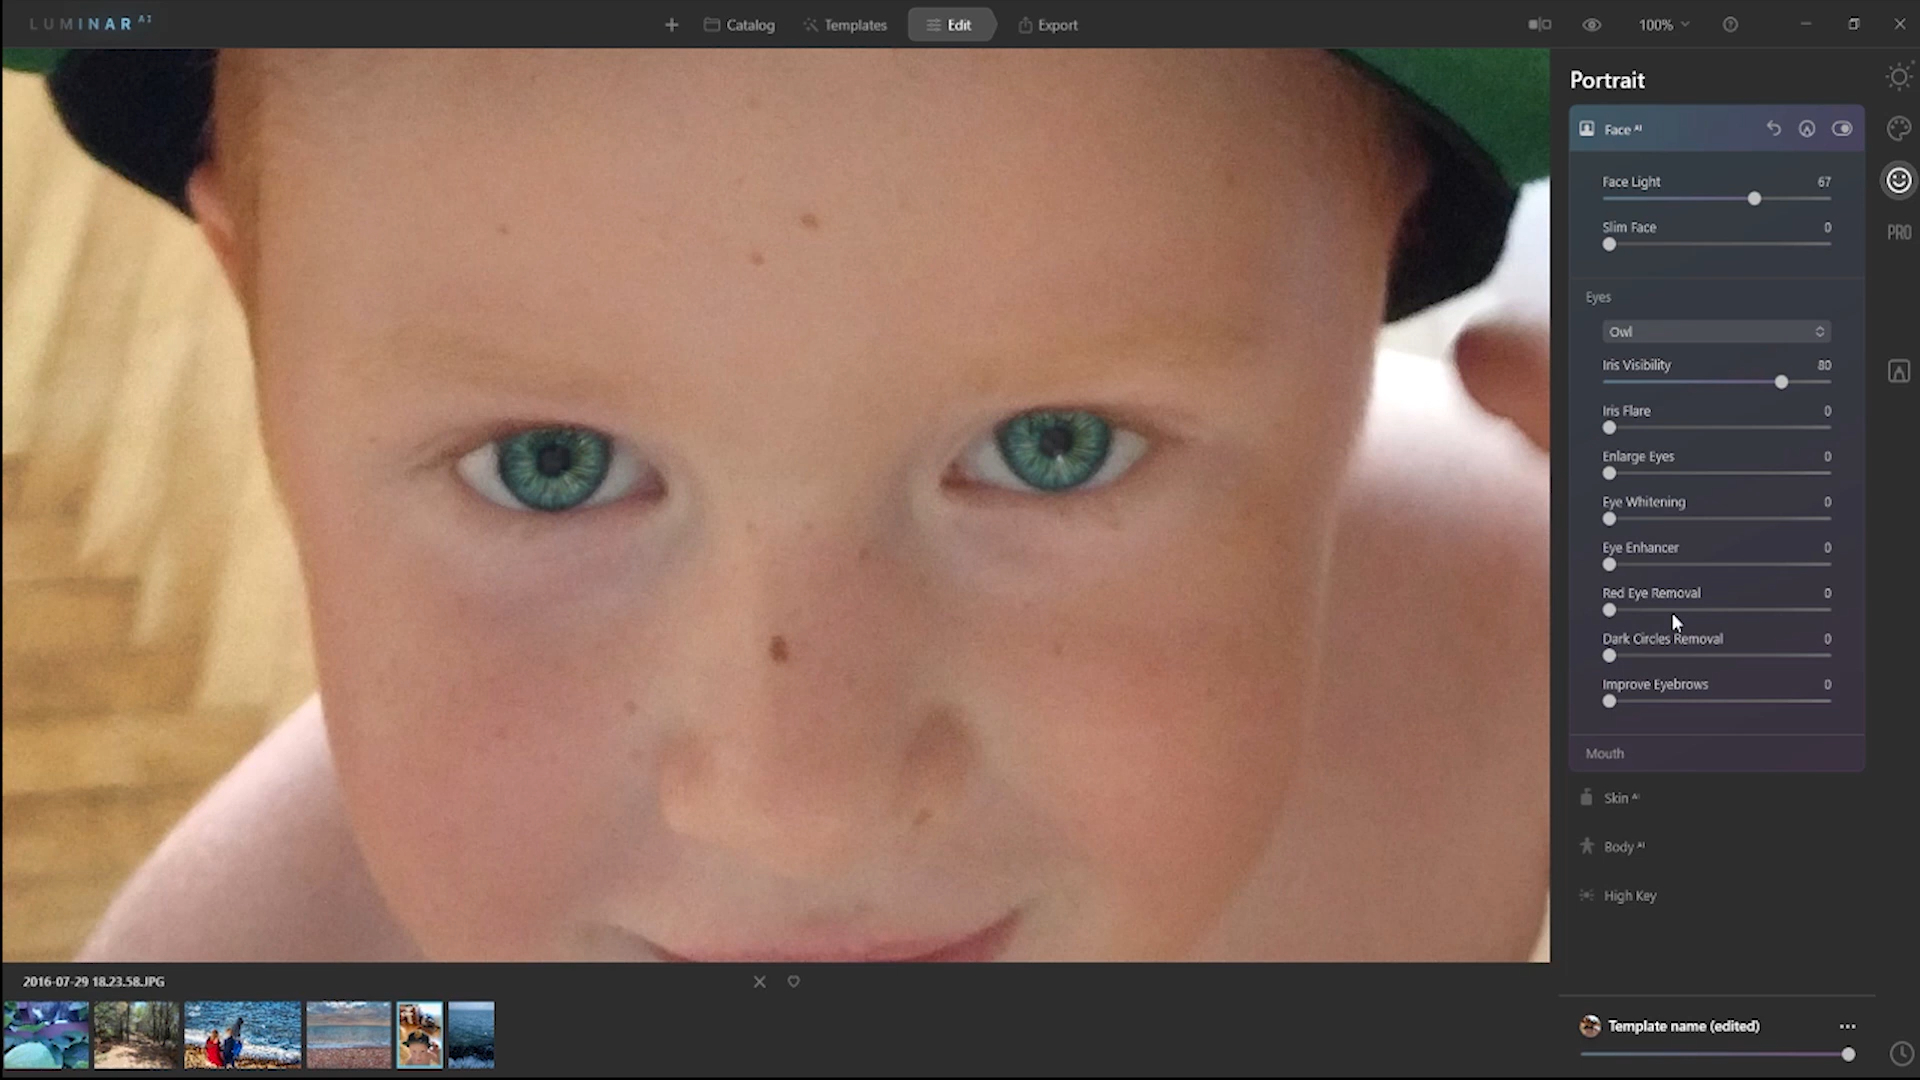 LUMINAR AI
Catalog
Templates
Edit
Export
100%
Portrait
Face AI
Face Light 67
Slim Face 0
Eyes
Owl
Iris Visibility 80
Iris Flare 0
Enlarge Eyes 0
Eye Whitening 0
Eye Enhancer 0
Red Eye Removal 0
Dark Circles Removal 0
Improve Eyebrows 0
Mouth
Skin AI
Body AI
High Key
PRO
2016-07-29 18.23.58.JPG
Template name (edited)